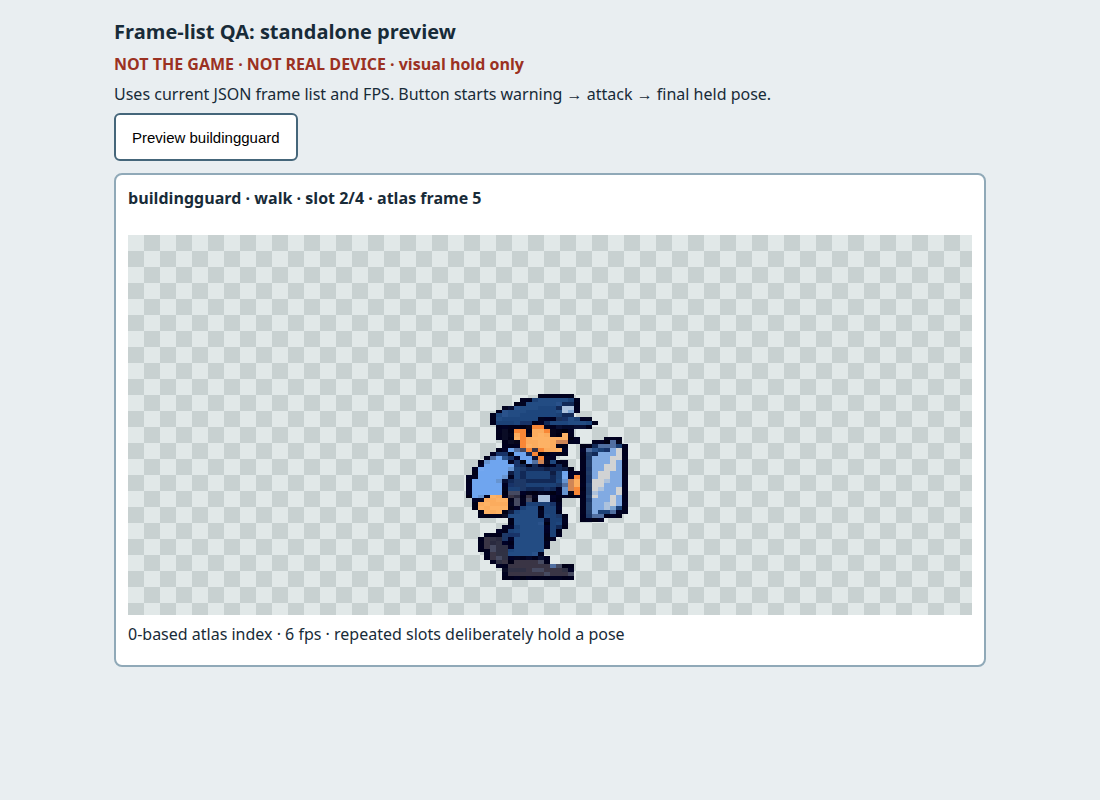 Frame-list QA: standalone preview
NOT THE GAME · NOT REAL DEVICE · visual hold only
Uses current JSON frame list and FPS. Button starts warning → attack → final held pose.
Preview buildingguard
buildingguard · walk · slot 2/4 · atlas frame 5
0-based atlas index · 6 fps · repeated slots deliberately hold a pose